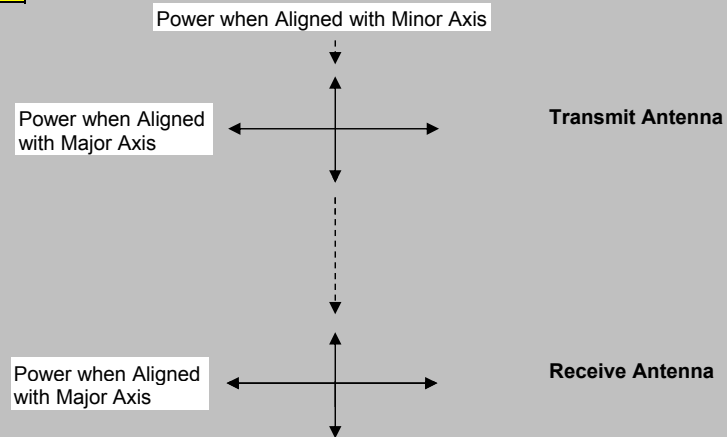 Power when Aligned with Minor Axis
Power when Aligned
with Major Axis
Transmit Antenna
Power when Aligned
with Major Axis
Receive Antenna